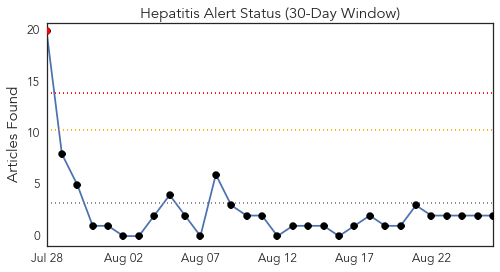 Hepatitis Alert Status (30-Day Window)
Articles Found
20
15
10
5
0
Jul 28 Aug 02 Aug 07 Aug 12 Aug 17 Aug 22